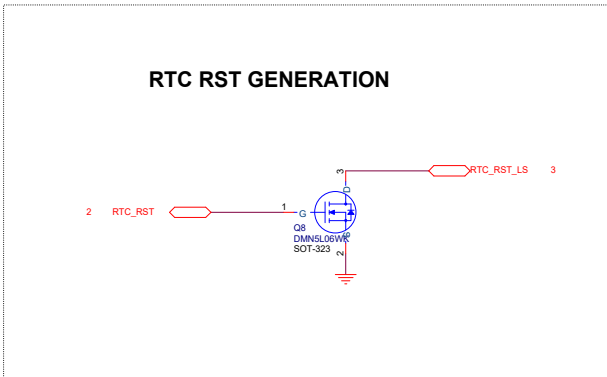 RTC RST GENERATION
3
D
RTC_RST_LS 3
2 RTC_RST
1
G
Q8
DMN5L06WK
SOT-323
S
2